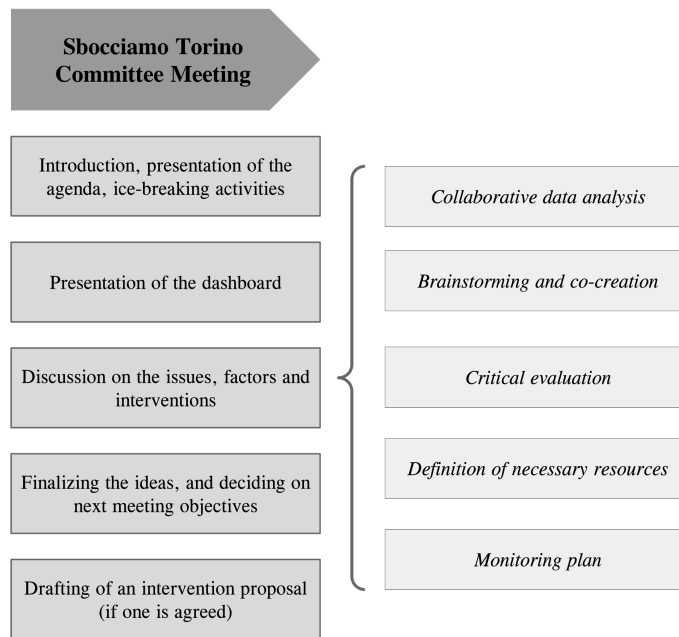 Sbocciamo Torino
Committee Meeting
Introduction, presentation of the
agenda, ice-breaking activities
Presentation of the dashboard
Discussion on the issues, factors and
interventions
Finalizing the ideas, and deciding on
next meeting objectives
Drafting of an intervention proposal
(if one is agreed)
Collaborative data analysis
Brainstorming and co-creation
Critical evaluation
Definition of necessary resources
Monitoring plan